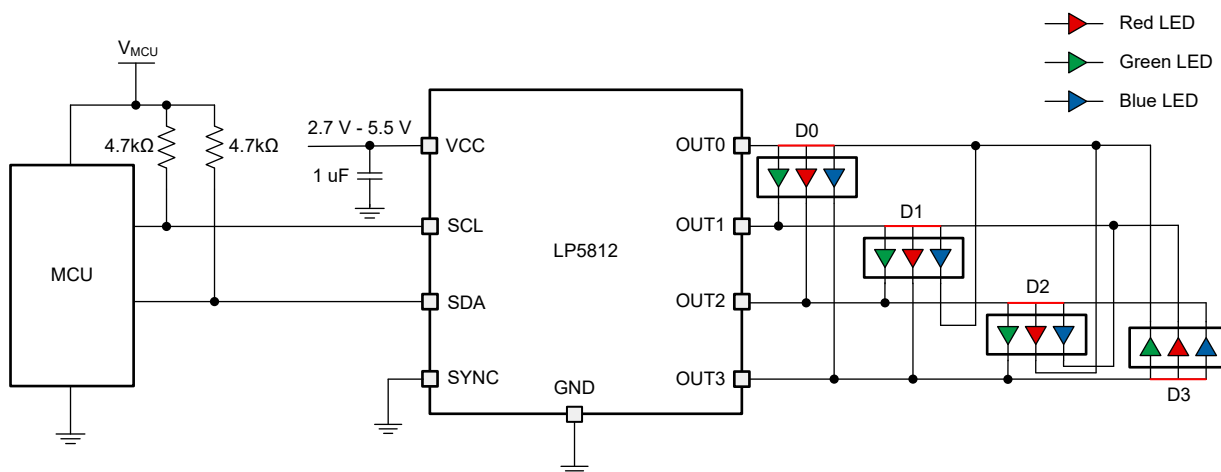 Red LED
Green LED
Blue LED
VMCU
4.7kΩ
4.7kΩ
2.7 V - 5.5 V
1 uF
MCU
VCC
SCL
SDA
SYNC
LP5812
GND
OUT0
OUT1
OUT2
OUT3
D0
D1
D2
D3